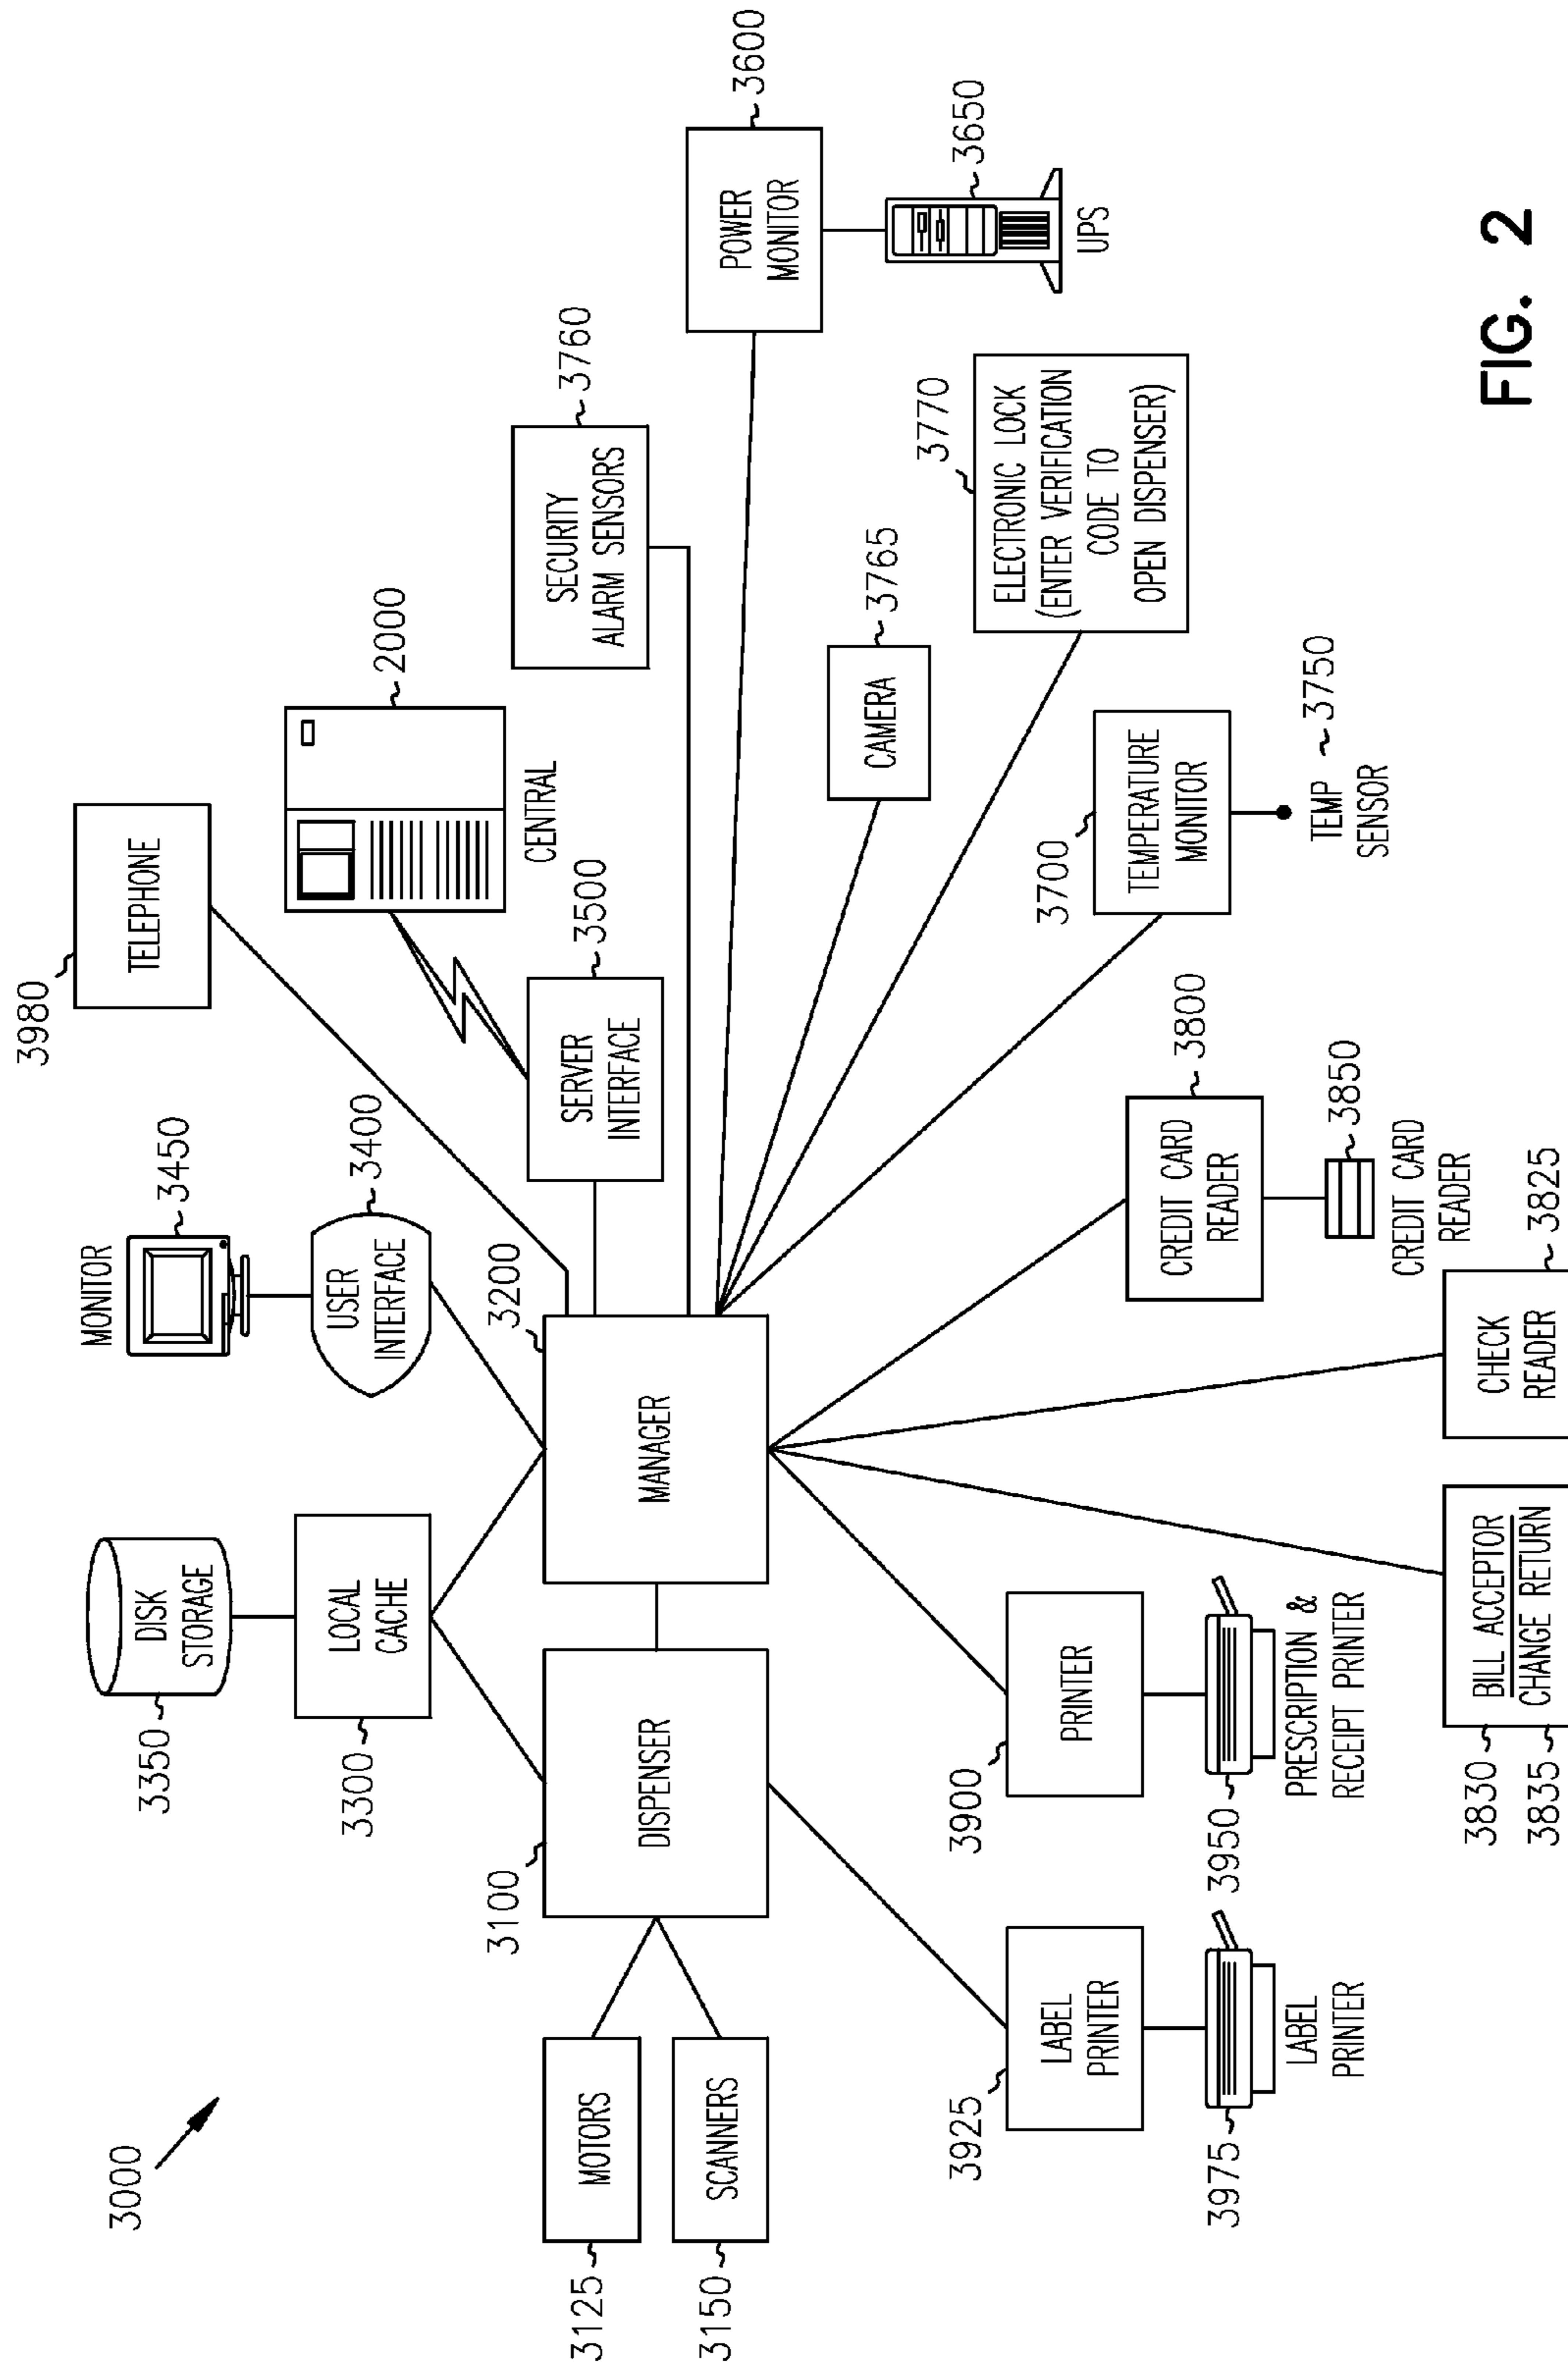 3000
3980
TELEPHONE
MONITOR
3450
DISK
STORAGE
3350
USER
INTERFACE
3400
LOCAL
CACHE
3300
2000
CENTRAL
SERVER
INTERFACE
3500
SECURITY
ALARM SENSORS
3760
MOTORS
3125
SCANNERS
3150
DISPENSER
3100
MANAGER
3200
POWER
MONITOR
3600
3650
UPS
CAMERA
3765
ELECTRONIC LOCK
(ENTER VERIFICATION
CODE TO
OPEN DISPENSER)
3770
TEMPERATURE
MONITOR
3700
TEMP
SENSOR
3750
CREDIT CARD
READER
3800
3850
CREDIT CARD
READER
LABEL
PRINTER
3925
3975
LABEL
PRINTER
PRINTER
3900
3950
PRESCRIPTION &
RECEIPT PRINTER
3830
BILL ACCEPTOR
3835
CHANGE RETURN
CHECK
READER
3825
FIG. 2